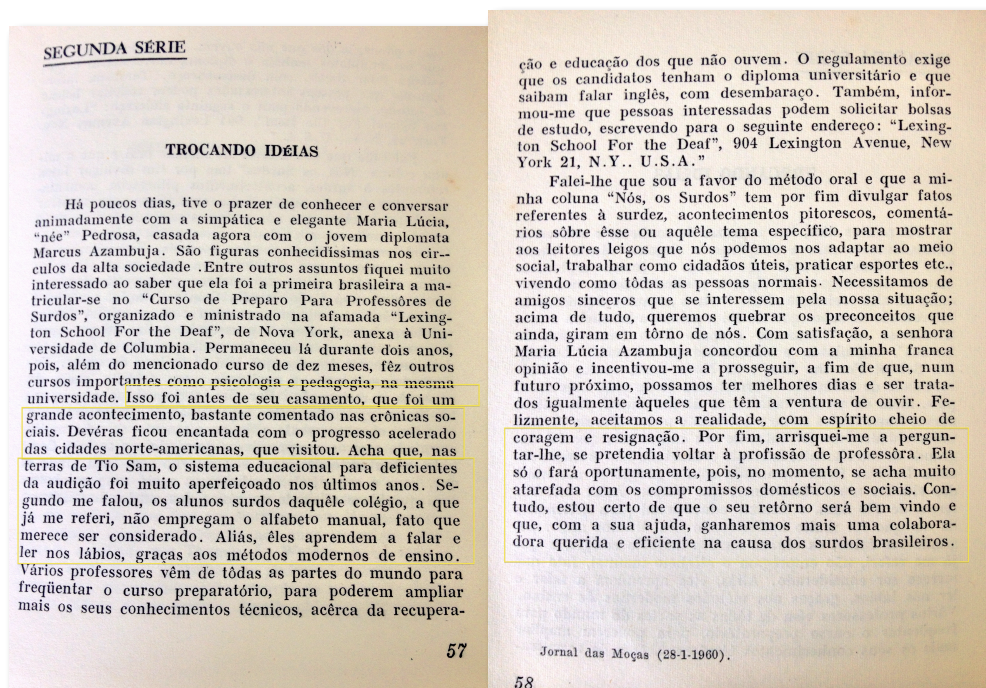 SEGUNDA SÉRIE
TROCANDO IDÉIAS
Há poucos dias, tive o prazer de conhecer e conversar
animadamente com a simpática e elegante Maria Lúcia,
"née" Pedrosa, casada agora com o jovem diplomata
Marcus Azambuja. São figuras conhecidíssimas nos cír--
culos da alta sociedade .Entre outros assuntos fiquei muito
interessado ao saber que ela foi a primeira brasileira a ma-
tricular-se no "Curso de Preparo Para Professôres de
Surdos", organizado e ministrado na afamada "Lexing-
ton School For the Deaf", de Nova York, anexa à Uni-
versidade de Columbia. Permaneceu lá durante dois anos,
pois, além do mencionado curso de dez meses, fêz outros
cursos importantes como psicologia e pedagogia, na mesma
universidade. Isso foi antes de seu casamento, que foi um
grande acontecimento, bastante comentado nas crônicas so-
ciais. Devéras ficou encantada com o progresso acelerado
das cidades norte-americanas, que visitou. Acha que, nas
terras de Tio Sam, o sistema educacional para deficientes
da audição foi muito aperfeiçoado nos últimos anos. Se-
gundo me falou, os alunos surdos daquêle colégio, a que
já me referi, não empregam o alfabeto manual, fato que
merece ser considerado. Aliás, êles aprendem a falar e
ler nos lábios, graças aos métodos modernos de ensino.
Vários professores vêm de tôdas as partes do mundo para
freqüentar o curso preparatório, para poderem ampliar
mais os seus conhecimentos técnicos, acêrca da recupera-
57
ção e educação dos que não ouvem. O regulamento exige
que os candidatos tenham o diploma universitário e que
saibam falar inglês, com desembaraço. Também, infor-
mou-me que pessoas interessadas podem solicitar bolsas
de estudo, escrevendo para o seguinte endereço: "Lexing-
ton School For the Deaf", 904 Lexington Avenue, New
York 21, N.Y.. U.S.A."
Falei-lhe que sou a favor do método oral e que a mi-
nha coluna "Nós, os Surdos" tem por fim divulgar fatos
referentes à surdez, acontecimentos pitorescos, comentá-
rios sôbre êsse ou aquêle tema específico, para mostrar
aos leitores leigos que nós podemos nos adaptar ao meio
social, trabalhar como cidadãos úteis, praticar esportes etc.,
vivendo como tôdas as pessoas normais. Necessitamos de
amigos sinceros que se interessem pela nossa situação;
acima de tudo, queremos quebrar os preconceitos que
ainda, giram em tôrno de nós. Com satisfação, a senhora
Maria Lúcia Azambuja concordou com a minha franca
opinião e incentivou-me a prosseguir, a fim de que, num
futuro próximo, possamos ter melhores dias e ser trata-
dos igualmente àqueles que têm a ventura de ouvir. Fe-
lizmente, aceitamos a realidade, com espírito cheio de
coragem e resignação. Por fim, arrisquei-me a pergun-
tar-lhe, se pretendia voltar à profissão de professôra. Ela
só o fará oportunamente, pois, no momento, se acha muito
atarefada com os compromissos domésticos e sociais. Con-
tudo, estou certo de que o seu retôrno será bem vindo e
que, com a sua ajuda, ganharemos mais uma colabora-
dora querida e eficiente na causa dos surdos brasileiros.
Jornal das Moças (28-1-1960).
58